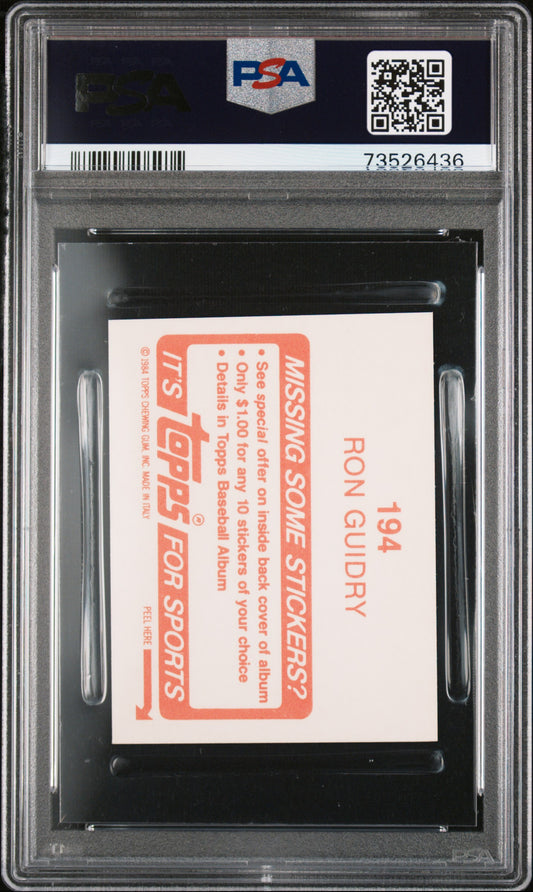 PSA
PSA
73526436
194
RON GUIDRY
MISSING SOME STICKERS?
• See special offer on inside back cover of album
• Only $1.00 for any 10 stickers of your choice
• Details in Topps Baseball Album
IT'S topps® FOR SPORTS
© 1984 TOPPS CHEWING GUM, INC. MADE IN ITALY
PEEL HERE
PSA